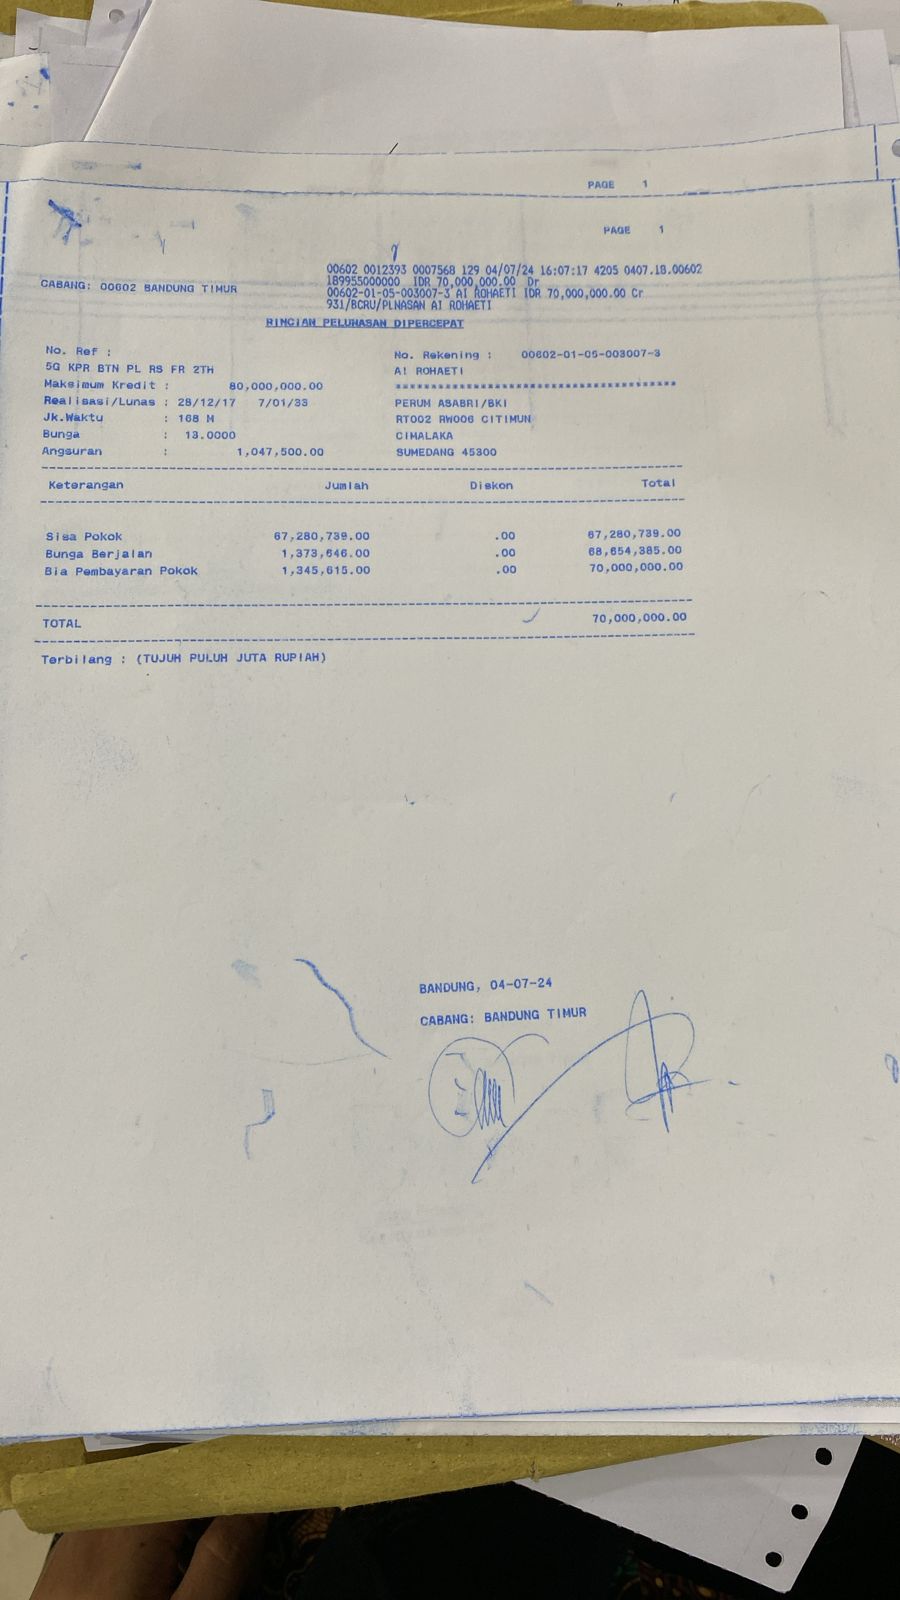 PAGE 1
PAGE 1
00602 0012393 0007568 129 04/07/24 16:07:17 4205 0407.18.00602
189955000000 IDR 70,000,000.00 Dr
CABANG: 00602 BANDUNG TIMUR
00602-01-05-003007-3 AI ROHAETI IDR 70,000,000.00 Cr
931/BCRU/PLNASAN AI ROHAETI
RINCIAN PELUNASAN DIPERCEPAT
No. Ref : No. Rekening : 00602-01-05-003007-3
5G KPR BTN PL RS FR 2TH AI ROHAETI
Maksimum Kredit : 80,000,000.00 ****************************************
Realisasi/Lunas : 28/12/17 7/01/33 PERUM ASABRI/BKI
Jk.Waktu : 168 M RT002 RW006 CITIMUN
Bunga : 13.0000 CIMALAKA
Angsuran : 1,047,500.00 SUMEDANG 45300
Keterangan Jumlah Diskon Total
Sisa Pokok 67,280,739.00 .00 67,280,739.00
Bunga Berjalan 1,373,646.00 .00 68,654,385.00
Bia Pembayaran Pokok 1,345,615.00 .00 70,000,000.00
TOTAL 70,000,000.00
Terbilang : (TUJUH PULUH JUTA RUPIAH)
BANDUNG, 04-07-24
CABANG: BANDUNG TIMUR